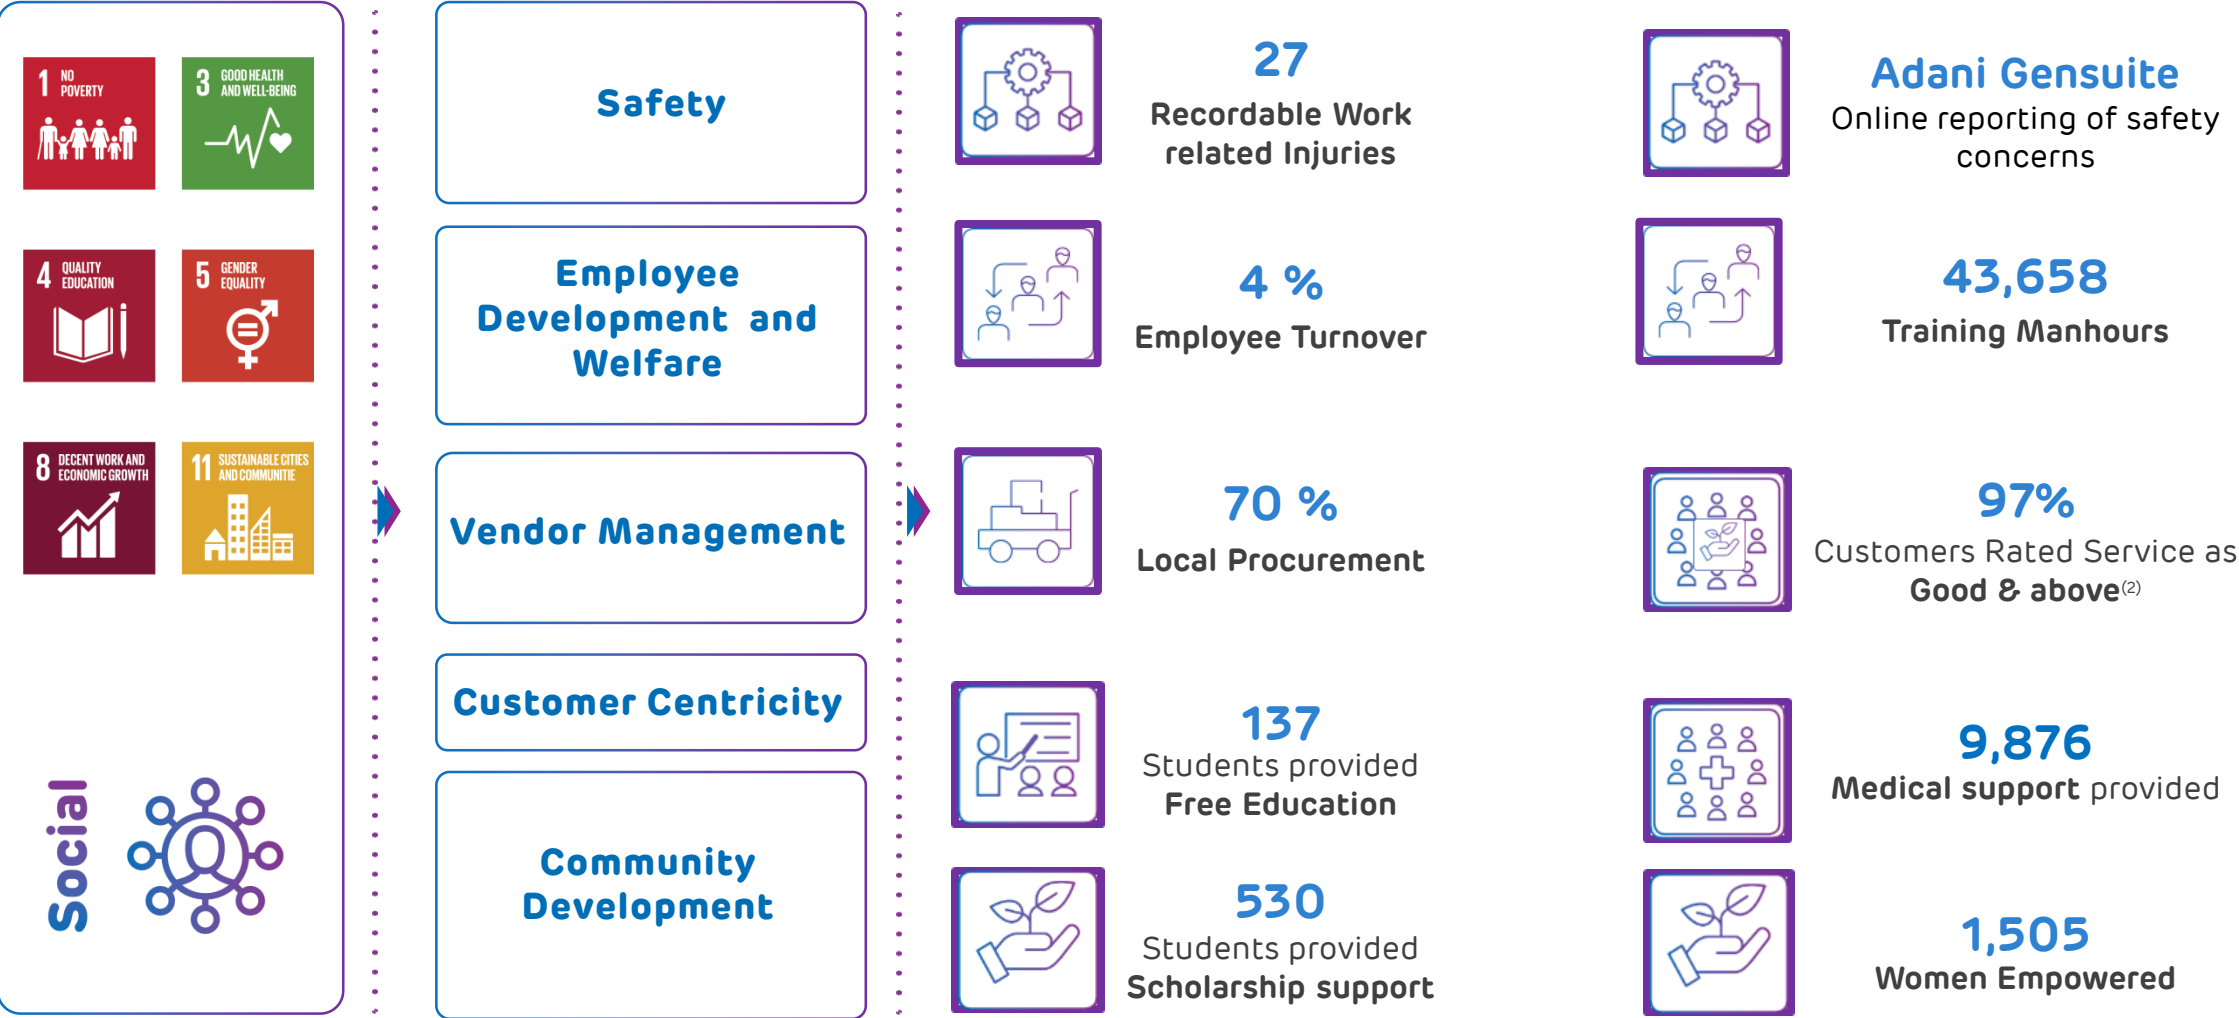 1 NO
POVERTY
3 GOOD HEALTH
AND WELL-BEING
4 QUALITY
EDUCATION
5 GENDER
EQUALITY
8 DECENT WORK AND
ECONOMIC GROWTH
11 SUSTAINABLE CITIES
AND COMMUNITIE
Social
Safety
Employee
Development and
Welfare
Vendor Management
Customer Centricity
Community
Development
27
Recordable Work
related Injuries
Adani Gensuite
Online reporting of safety
concerns
4 %
Employee Turnover
43,658
Training Manhours
70 %
Local Procurement
97%
Customers Rated Service as
Good & above(2)
137
Students provided
Free Education
9,876
Medical support provided
530
Students provided
Scholarship support
1,505
Women Empowered